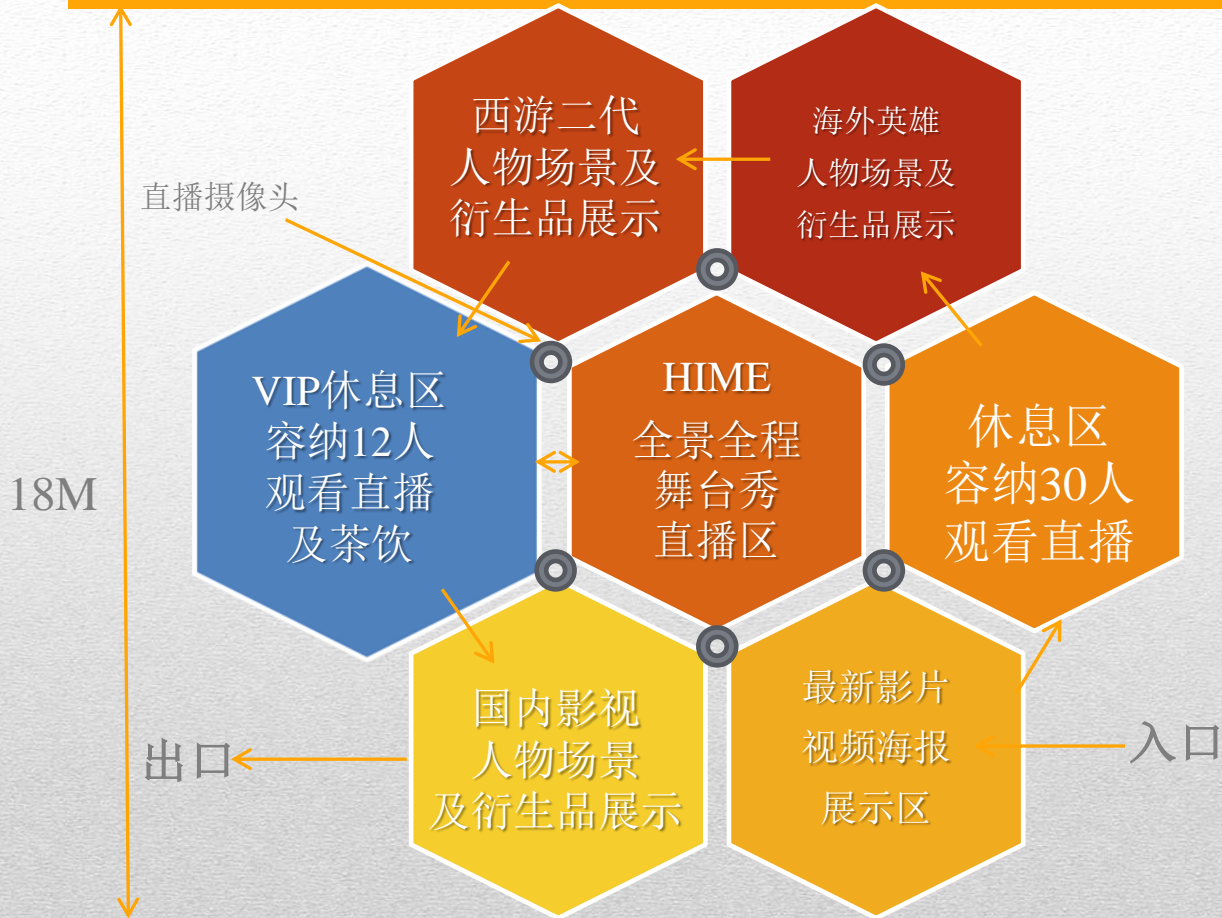 西游二代
人物场景及
衍生品展示
海外英雄
人物场景及
衍生品展示
直播摄像头
VIP休息区
容纳12人
观看直播
及茶饮
HIME
全景全程
舞台秀
直播区
休息区
容纳30人
观看直播
18M
国内影视
人物场景
及衍生品展示
最新影片
视频海报
展示区
出口
入口